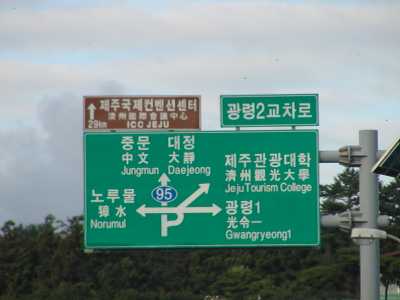 제주국제컨벤션센터
濟州國際會議中心
29km ICC JEJU
광령2교차로
중문 대정
中文 大靜
Jungmun Daejeong
제주관광대학
濟州觀光大學
Jeju Tourism College
노루물
獐水
Norumul
95
광령1
光令一
Gwangryeong1